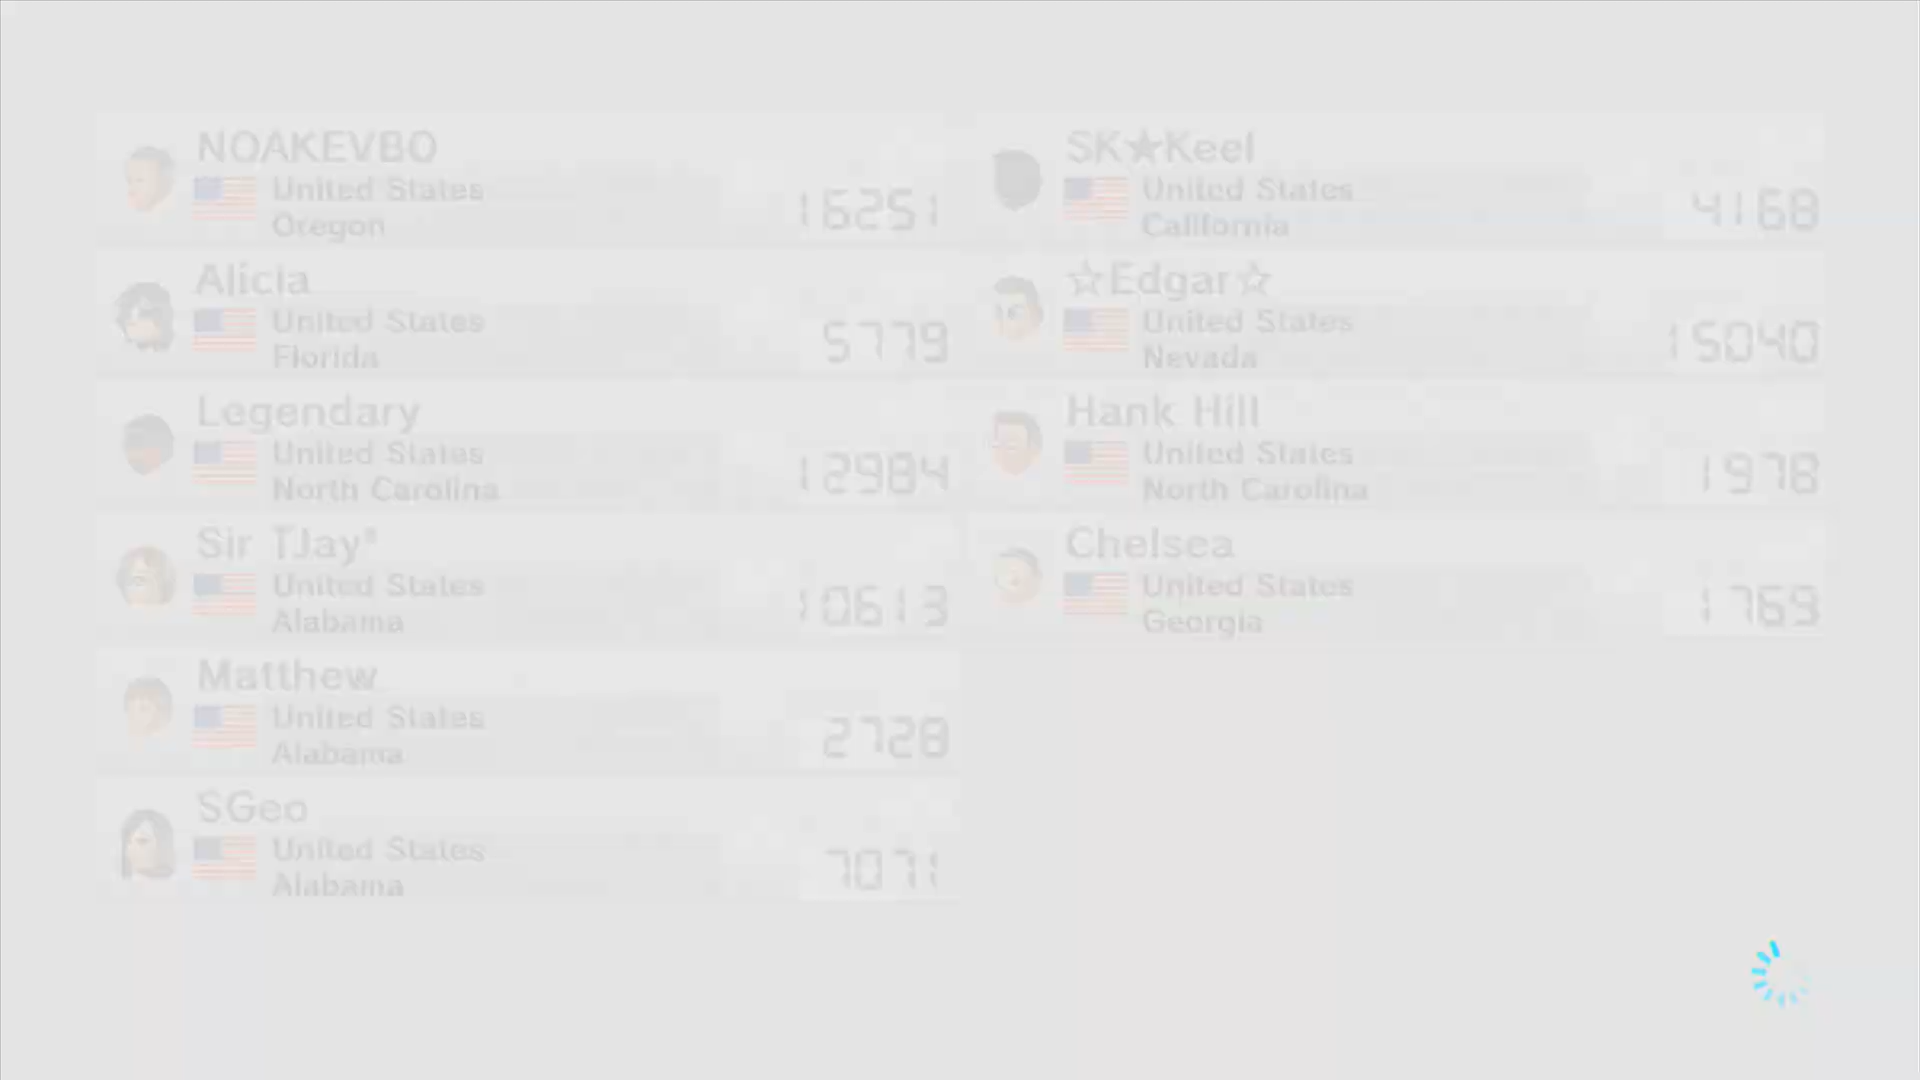 NOAKEVBO
United States
Oregon
16251
Alicia
United States
Florida
5779
Legendary
United States
North Carolina
12984
Sir TJay*
United States
Alabama
10613
Matthew
United States
Alabama
2728
SGeo
United States
Alabama
7071
SK★Keel
United States
California
4168
☆Edgar☆
United States
Nevada
15040
Hank Hill
United States
North Carolina
1978
Chelsea
United States
Georgia
1769